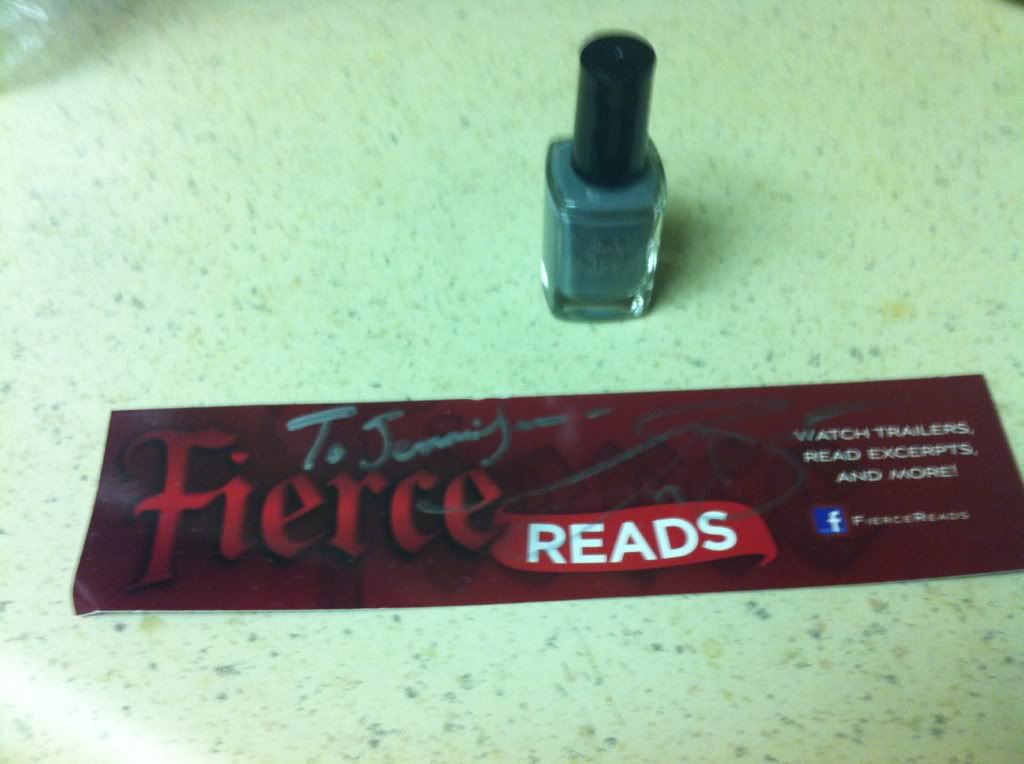 To Jennifer -
Fierce
READS
WATCH TRAILERS,
READ EXCERPTS,
AND MORE!
f FIERCEREADS